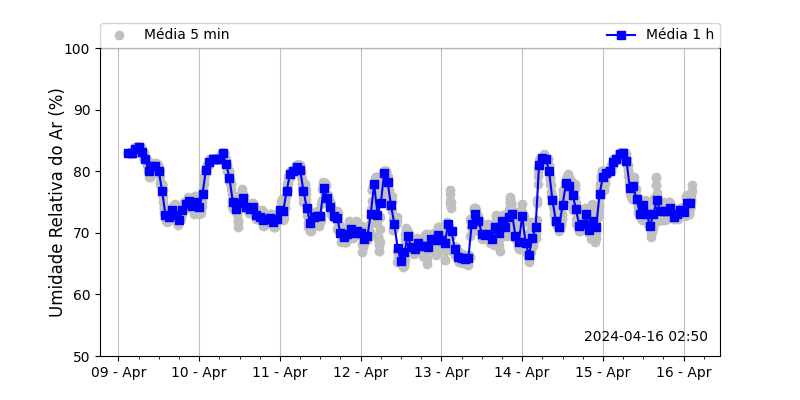 Média 5 min
Média 1 h
Umidade Relativa do Ar (%)
100
90
80
70
60
50
2024-04-16 02:50
09 - Apr
10 - Apr
11 - Apr
12 - Apr
13 - Apr
14 - Apr
15 - Apr
16 - Apr